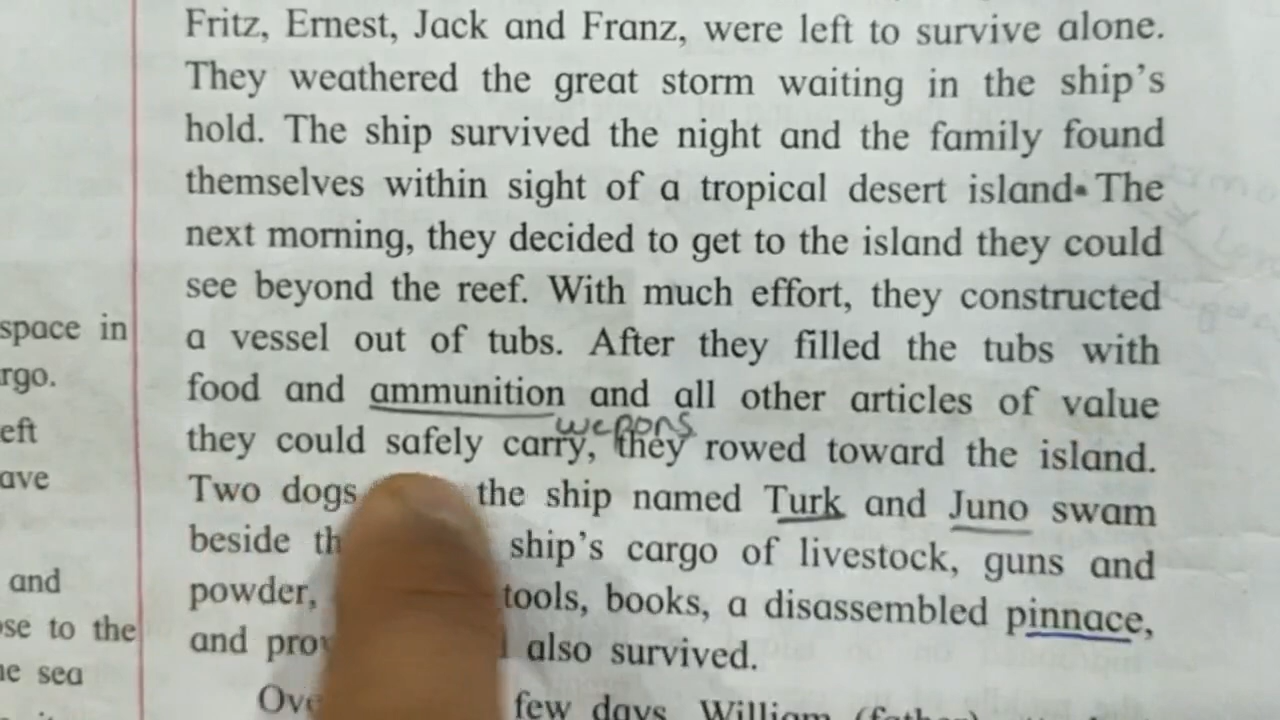 Fritz, Ernest, Jack and Franz, were left to survive alone.
They weathered the great storm waiting in the ship's
hold. The ship survived the night and the family found
themselves within sight of a tropical desert island. The
next morning, they decided to get to the island they could
see beyond the reef. With much effort, they constructed
a vessel out of tubs. After they filled the tubs with
food and ammunition and all other articles of value
wepons
they could safely carry, they rowed toward the island.
Two dogs the ship named Turk and Juno swam
beside ship's cargo of livestock, guns and
powder, tools, books, a disassembled pinnace,
and also survived.
few days, William (father)
space in
rgo.
eft
ave
and
se to the
sea